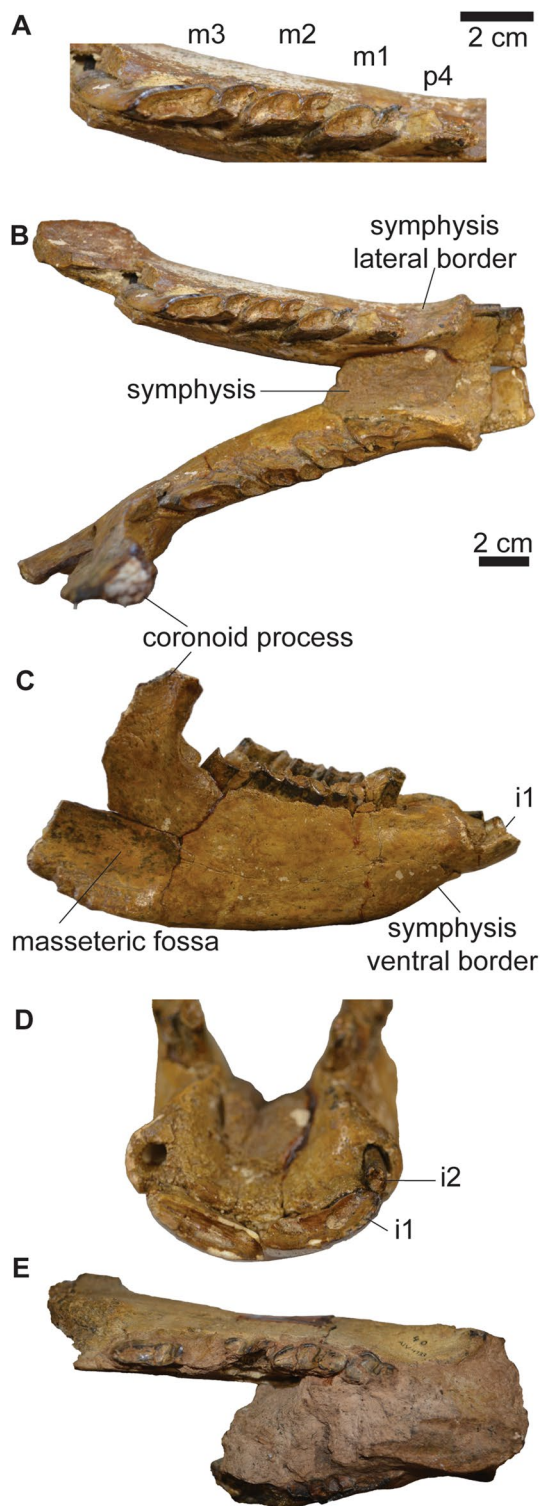 A
2 cm
m3
m2
m1
p4
B
symphysis
lateral border
symphysis
2 cm
coronoid process
C
i1
masseteric fossa
symphysis
ventral border
D
i2
i1
E